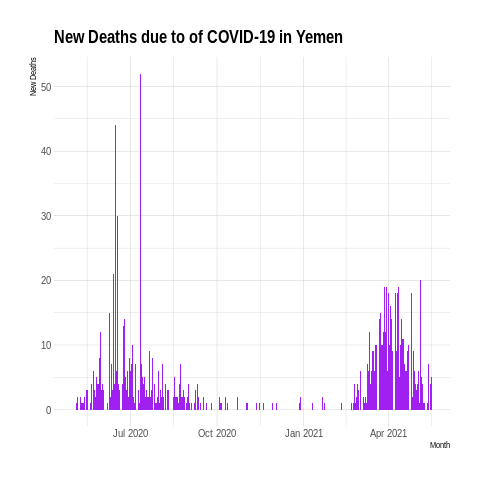 New Deaths due to of COVID-19 in Yemen
New Deaths
50
40
30
20
10
0
Jul 2020 Oct 2020 Jan 2021 Apr 2021
Month